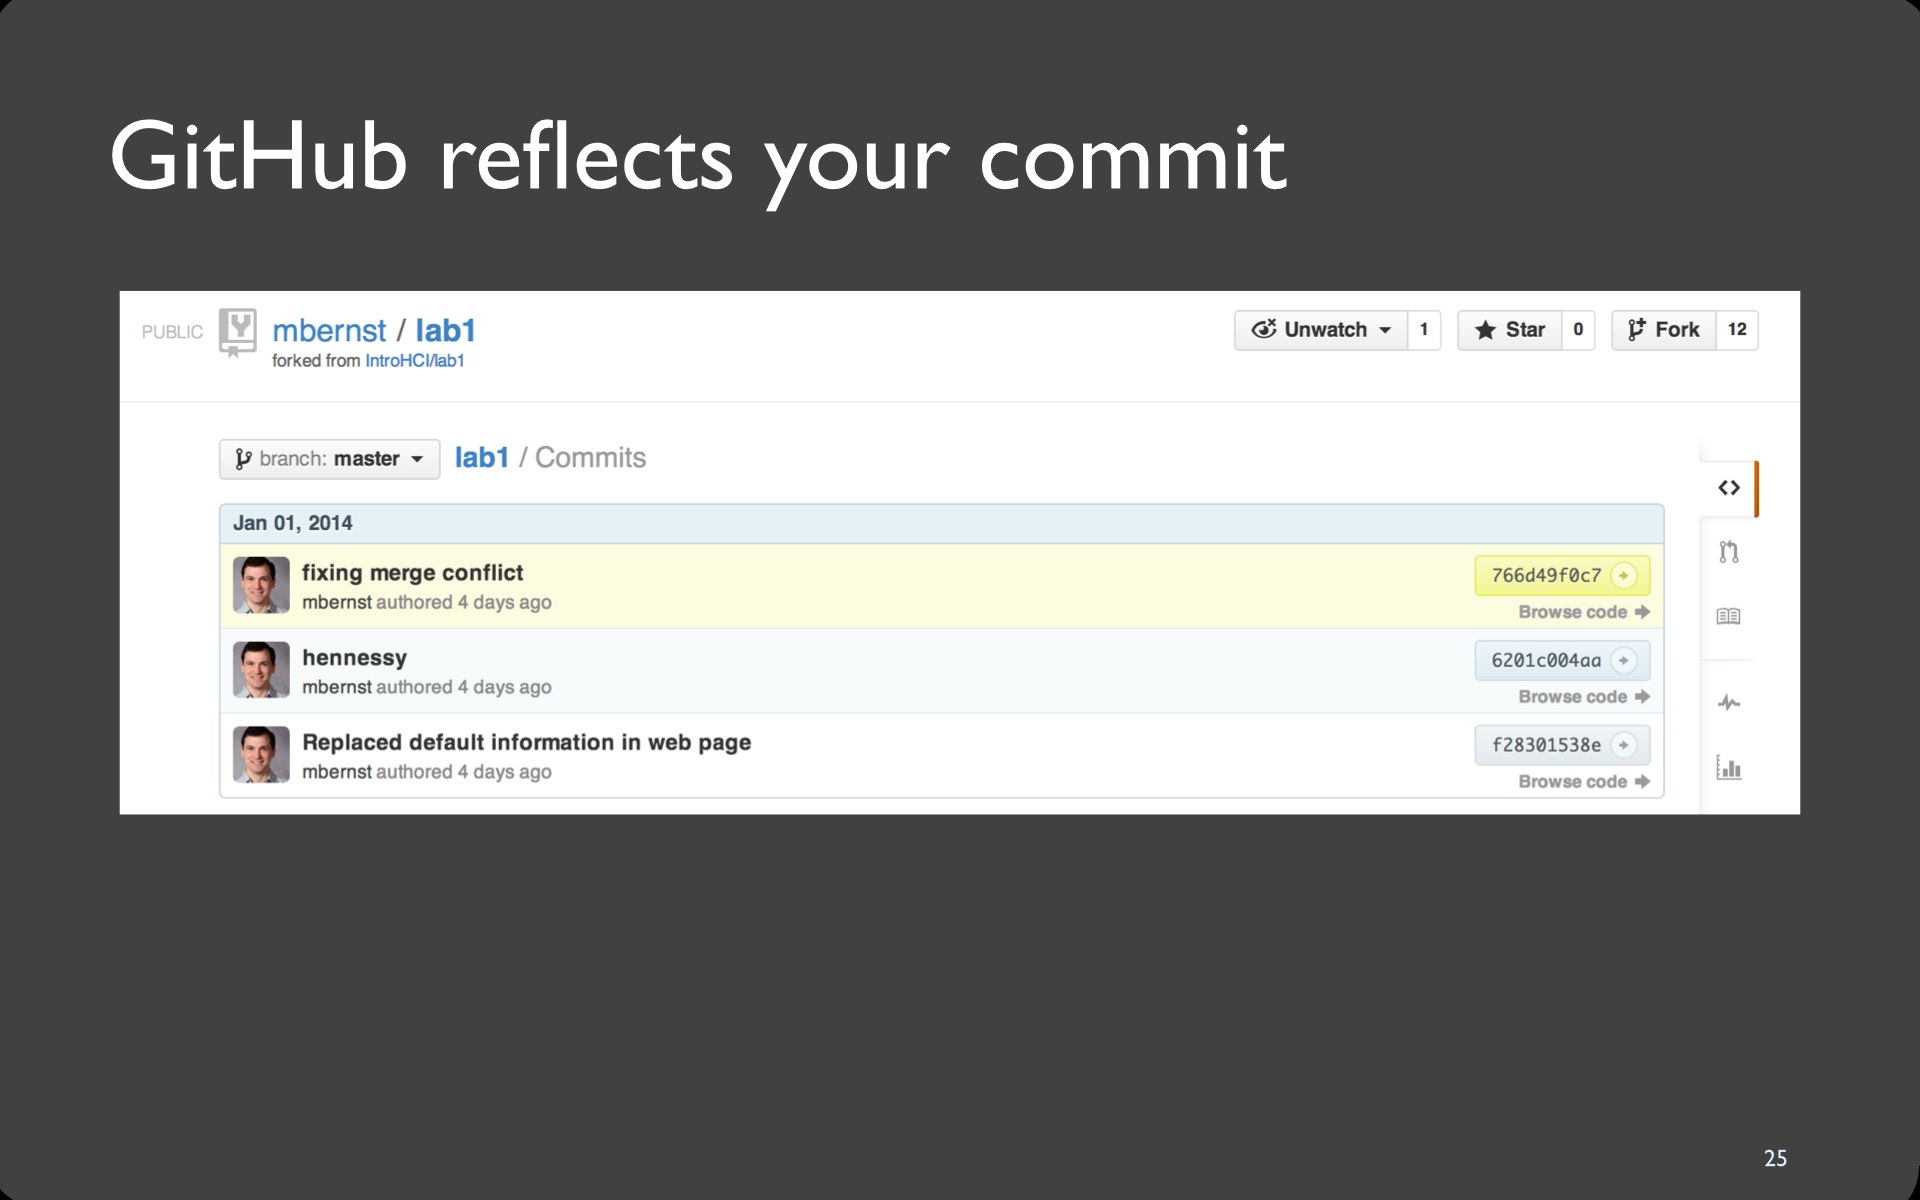 GitHub reflects your commit
PUBLIC mbernst / lab1
forked from IntroHCI/lab1
Unwatch 1 Star 0 Fork 12
branch: master lab1 / Commits
Jan 01, 2014
fixing merge conflict
mbernst authored 4 days ago
766d49f0c7
Browse code
hennessy
mbernst authored 4 days ago
6201c004aa
Browse code
Replaced default information in web page
mbernst authored 4 days ago
f28301538e
Browse code
25